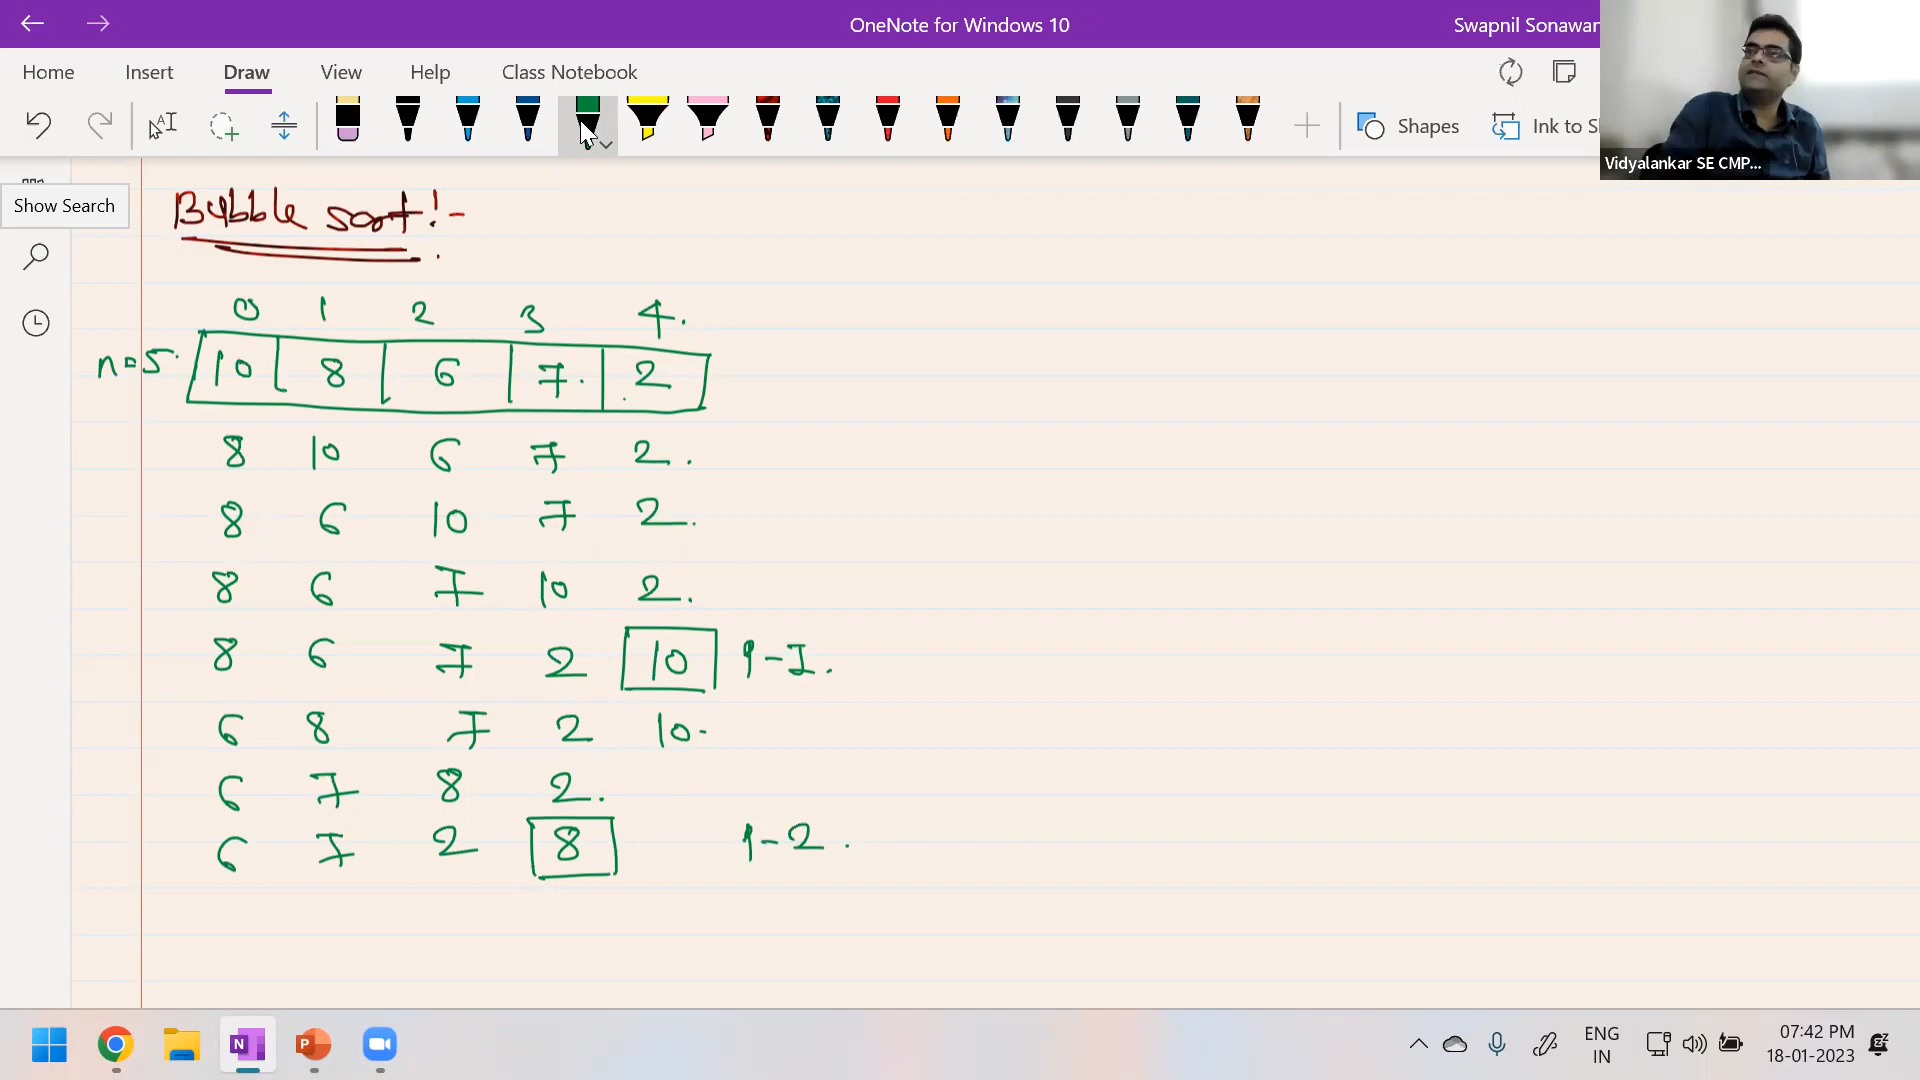 OneNote for Windows 10
Swapnil Sonawar
Home Insert Draw View Help Class Notebook
Shapes
Ink to S
Vidyalankar SE CMP...
Show Search
Bubble sort!-
0 1 2 3 4.
n=5. 10 8 6 7. 2
8 10 6 7 2.
8 6 10 7 2.
8 6 7 10 2.
8 6 7 2 10 P-I.
6 8 7 2 10.
6 7 8 2.
6 7 2 8 P-2.
ENG
IN
07:42 PM
18-01-2023